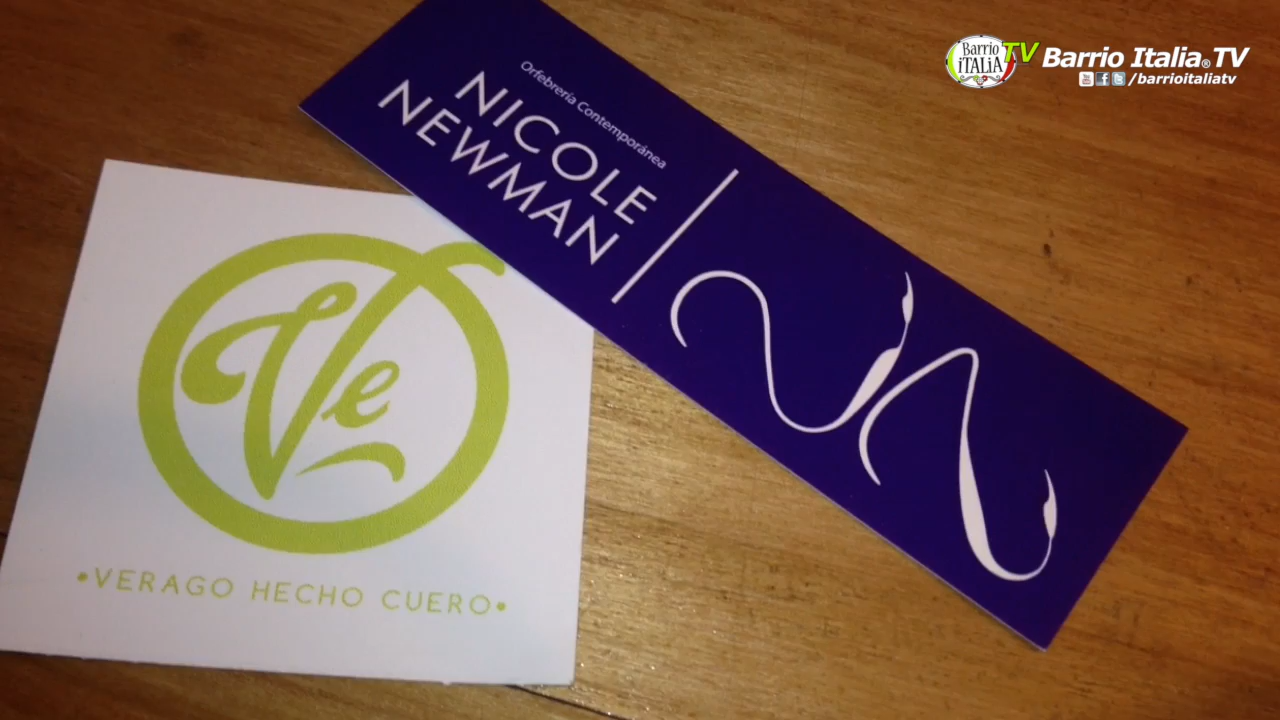 Barrio
iTALiA TV
Barrio Italia® TV
/barrioitaliatv
Orfebrería Contemporánea
NICOLE
NEWMAN
Ve
•VERAGO HECHO CUERO•